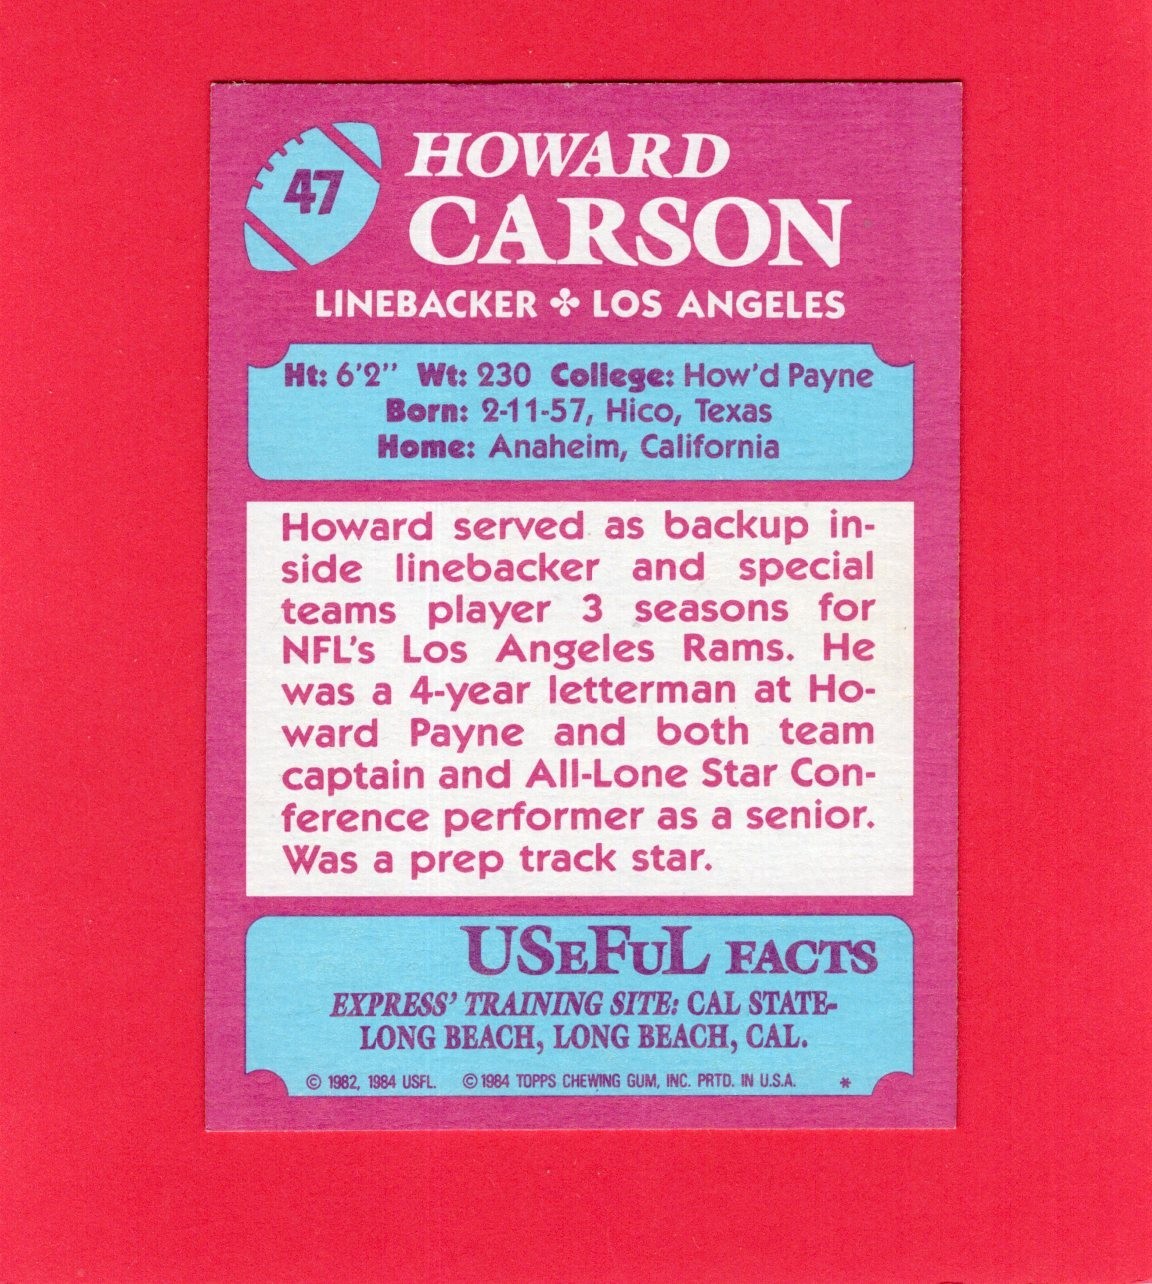 47
HOWARD
CARSON
LINEBACKER ✤ LOS ANGELES
Ht: 6'2" Wt: 230 College: How'd Payne
Born: 2-11-57, Hico, Texas
Home: Anaheim, California
Howard served as backup in-
side linebacker and special
teams player 3 seasons for
NFL's Los Angeles Rams. He
was a 4-year letterman at Ho-
ward Payne and both team
captain and All-Lone Star Con-
ference performer as a senior.
Was a prep track star.
USEFUL FACTS
EXPRESS' TRAINING SITE: CAL STATE-
LONG BEACH, LONG BEACH, CAL.
© 1982, 1984 USFL. © 1984 TOPPS CHEWING GUM, INC. PRTD. IN U.S.A. *